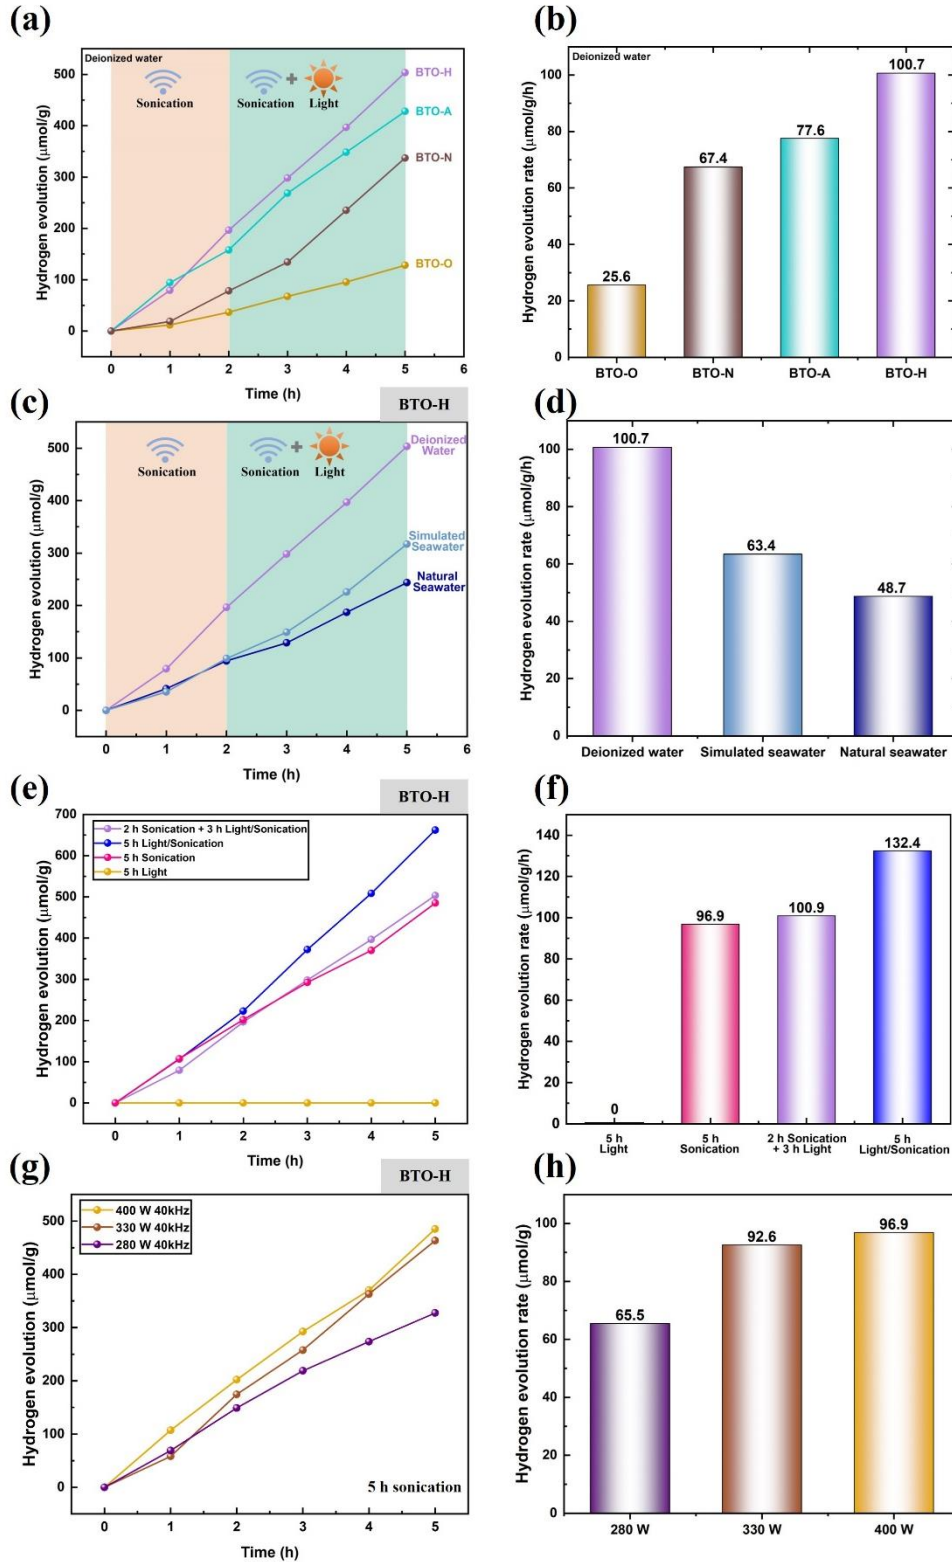 (a)
Deionized water
Sonication
Sonication
+
Light
BTO-H
BTO-A
BTO-N
BTO-O
Hydrogen evolution (μmol/g)
500
400
300
200
100
0
0 1 2 3 4 5 6
Time (h)
(b)
Deionized water
Hydrogen evolution rate (μmol/g/h)
100
80
60
40
20
0
25.6
67.4
77.6
100.7
BTO-O BTO-N BTO-A BTO-H
(c)
BTO-H
Sonication
Sonication
+
Light
Deionized
Water
Simulated
Seawater
Natural
Seawater
Hydrogen evolution (μmol/g)
500
400
300
200
100
0
0 1 2 3 4 5 6
Time (h)
(d)
Hydrogen evolution rate (μmol/g/h)
100
80
60
40
20
0
100.7
63.4
48.7
Deionized water Simulated seawater Natural seawater
(e)
BTO-H
2 h Sonication + 3 h Light/Sonication
5 h Light/Sonication
5 h Sonication
5 h Light
Hydrogen evolution (μmol/g)
700
600
500
400
300
200
100
0
0 1 2 3 4 5
Time (h)
(f)
Hydrogen evolution rate (μmol/g/h)
140
120
100
80
60
40
20
0
0
96.9
100.9
132.4
5 h
Light
5 h
Sonication
2 h Sonication
+ 3 h Light
5 h
Light/Sonication
(g)
BTO-H
400 W 40kHz
330 W 40kHz
280 W 40kHz
Hydrogen evolution (μmol/g)
500
400
300
200
100
0
5 h sonication
0 1 2 3 4 5
Time (h)
(h)
Hydrogen evolution rate (μmol/g)
100
80
60
40
20
0
65.5
92.6
96.9
280 W 330 W 400 W